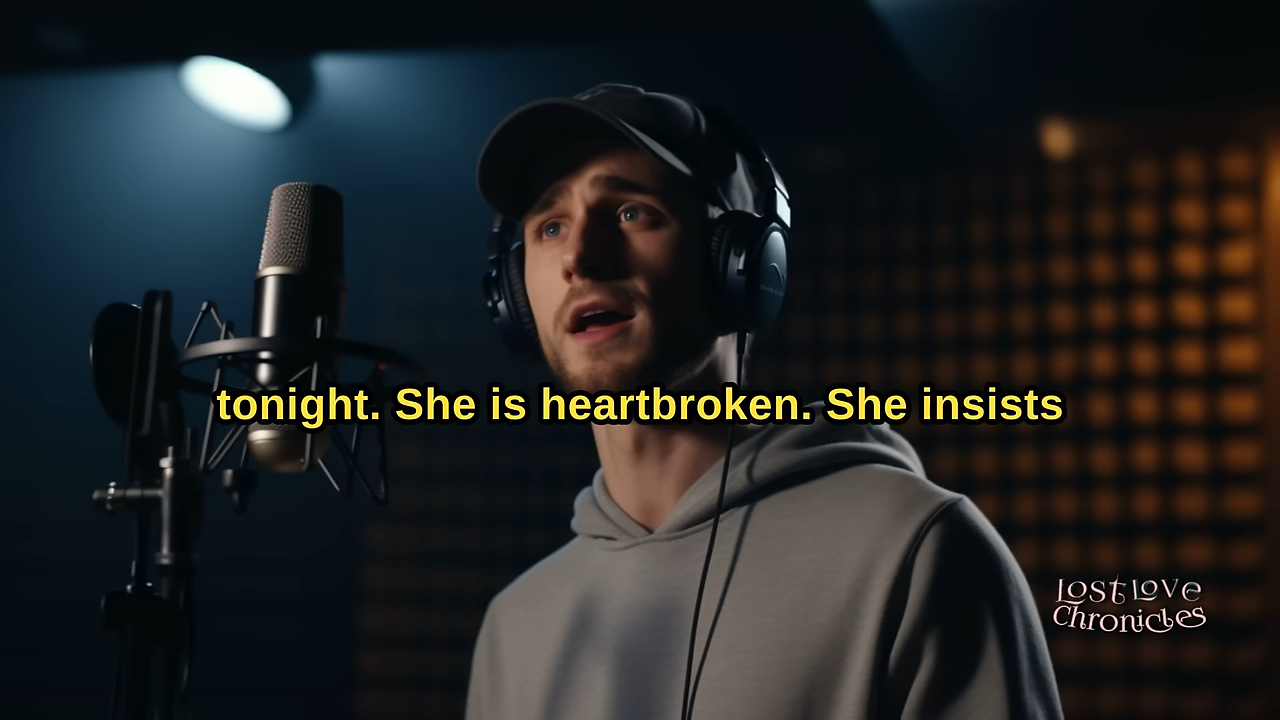 tonight. She is heartbroken. She insists
Lost Love
Chronicles